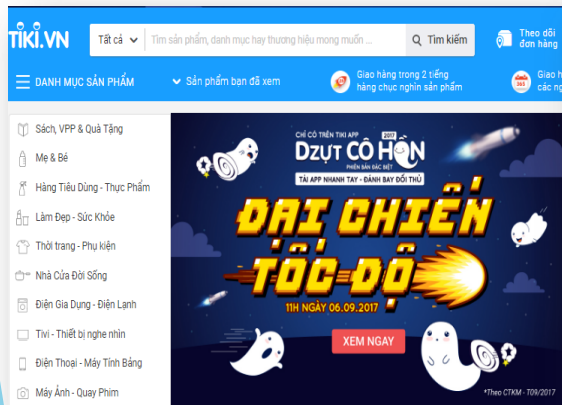 TIKI.VN
Tất cả
Tìm sản phẩm, danh mục hay thương hiệu mong muốn ...
Tìm kiếm
Theo dõi
đơn hàng
DANH MỤC SẢN PHẨM
Sản phẩm bạn đã xem
Giao hàng trong 2 tiếng
hàng chục nghìn sản phẩm
Giao h
các ng
Sách, VPP & Quà Tặng
Mẹ & Bé
Hàng Tiêu Dùng - Thực Phẩm
Làm Đẹp - Sức Khỏe
Thời trang - Phụ kiện
Nhà Cửa Đời Sống
Điện Gia Dụng - Điện Lạnh
Tivi - Thiết bị nghe nhìn
Điện Thoại - Máy Tính Bảng
Máy Ảnh - Quay Phim
CHỈ CÓ TRÊN TIKI APP
2017
DZỰT CÔ HỒN
PHIÊN BẢN ĐẶC BIỆT
TẢI APP NHANH TAY - ĐÁNH BAY ĐỐI THỦ
ĐẠI CHIẾN
TỐC ĐỘ
11H NGÀY 06.09.2017
XEM NGAY
*Theo CTKM - T09/2017